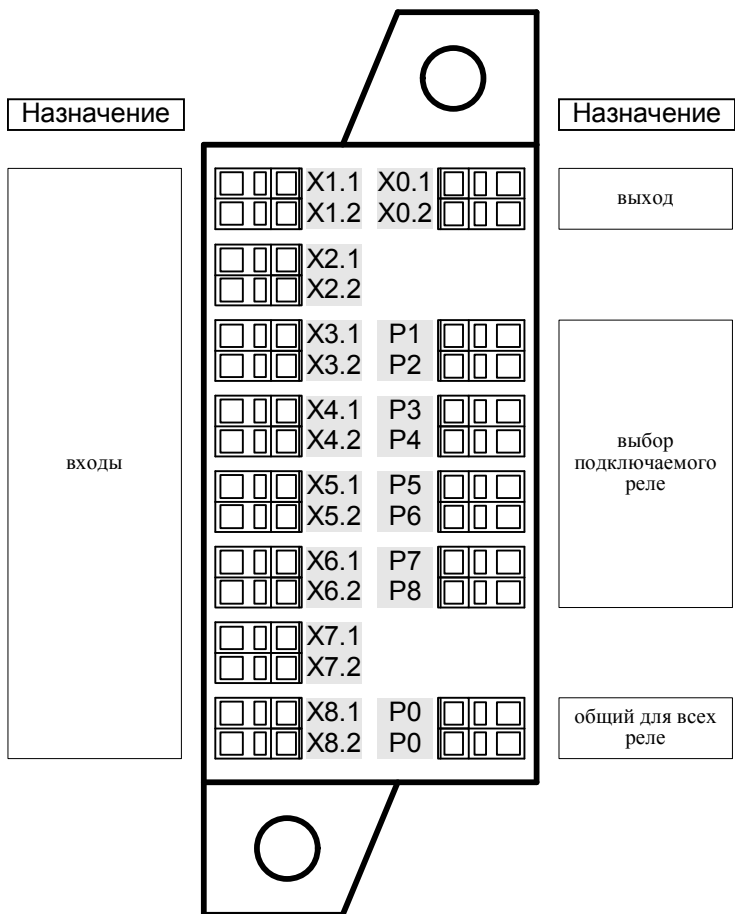 Назначение
Назначение
X1.1 X0.1
X1.2 X0.2
выход
X2.1
X2.2
X3.1 P1
X3.2 P2
X4.1 P3
X4.2 P4
входы
выбор
подключаемого
реле
X5.1 P5
X5.2 P6
X6.1 P7
X6.2 P8
X7.1
X7.2
X8.1 P0
X8.2 P0
общий для всех
реле